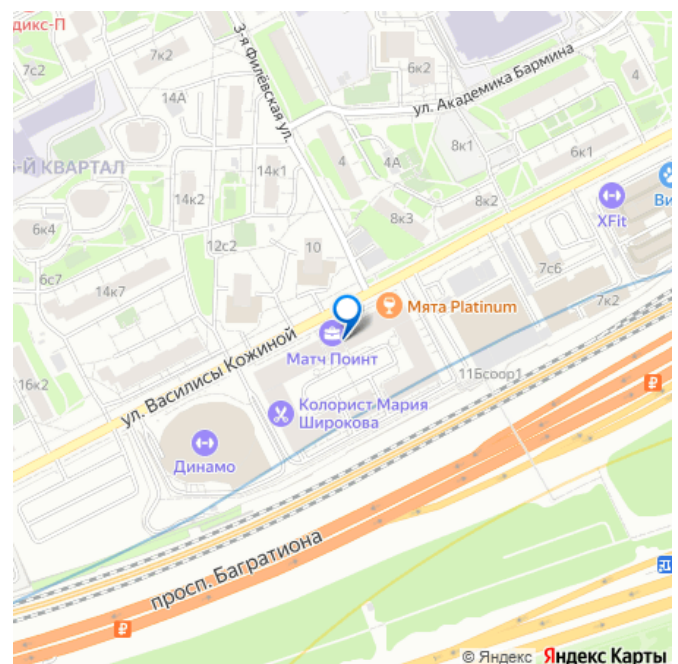 дикс-П
7к2
7с2
14А
3-я Филёвская ул.
6к2
ул. Академика Бармина
4
8к1
6к1
-Й КВАРТАЛ
14к1
4
4А
14к2
8к2
8к3
XFit
Ви
6к4
12с2
10
7с6
6с7
14к7
7к2
Мята Platinum
Матч Поинт
ул. Василисы Кожиной
16к2
11Бсоор1
Колорист Мария
Широкова
Динамо
просп. Багратиона
© Яндекс Яндекс Карты